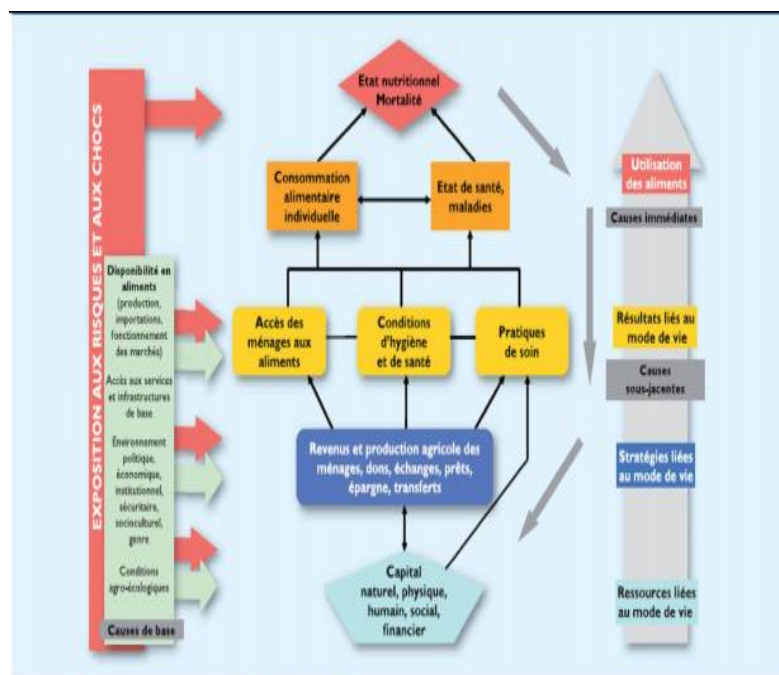 EXPOSITION AUX RISQUES ET AUX CHOCS
Disponibilité en
aliments
(production,
importations,
fonctionnement
des marchés)
Accès aux services
et infrastructures
de base
Environnement
politique,
économique,
institutionnel,
sécuritaire,
socioculturel,
genre
Conditions
agro-écologiques
Causes de base
Etat nutritionnel
Mortalité
Consommation
alimentaire
individuelle
Etat de santé,
maladies
Accès des
ménages aux
aliments
Conditions
d'hygiène
et de santé
Pratiques
de soin
Revenus et production agricole des
ménages, dons, échanges, prêts,
épargne, transferts
Capital
naturel, physique,
humain, social,
financier
Utilisation
des aliments
Causes immédiates
Résultats liés au
mode de vie
Causes
sous-jacentes
Stratégies liées
au mode de vie
Ressources liées
au mode de vie